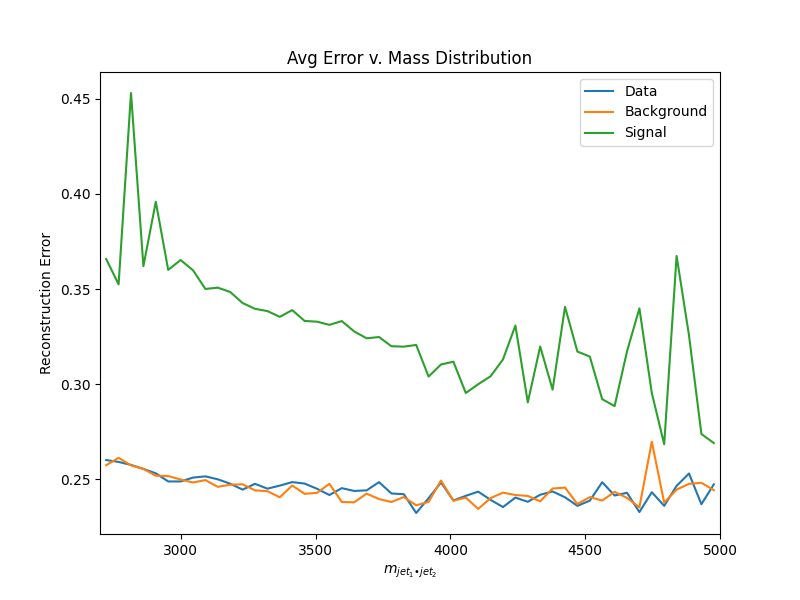 Avg Error v. Mass Distribution
Data
Background
Signal
0.45
0.40
0.35
0.30
0.25
Reconstruction Error
3000 3500 4000 4500 5000
m_{jet_1•jet_2}